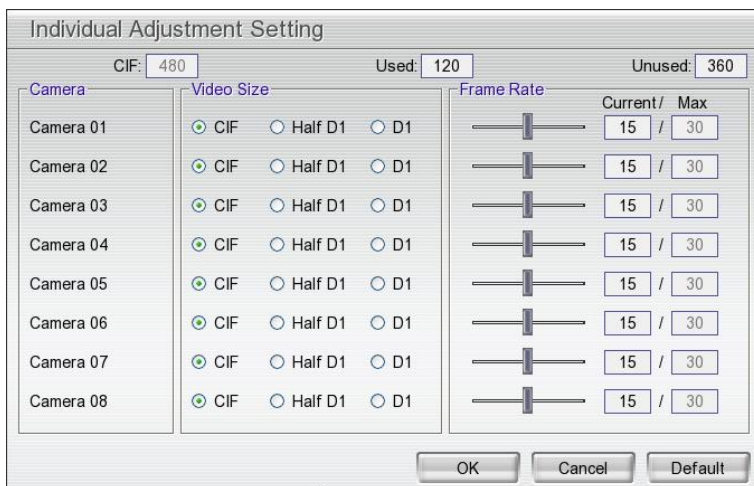 Individual Adjustment Setting
CIF: 480 Used: 120 Unused: 360
Camera Video Size Frame Rate
Current / Max
Camera 01 CIF Half D1 D1 15 / 30
Camera 02 CIF Half D1 D1 15 / 30
Camera 03 CIF Half D1 D1 15 / 30
Camera 04 CIF Half D1 D1 15 / 30
Camera 05 CIF Half D1 D1 15 / 30
Camera 06 CIF Half D1 D1 15 / 30
Camera 07 CIF Half D1 D1 15 / 30
Camera 08 CIF Half D1 D1 15 / 30
OK Cancel Default